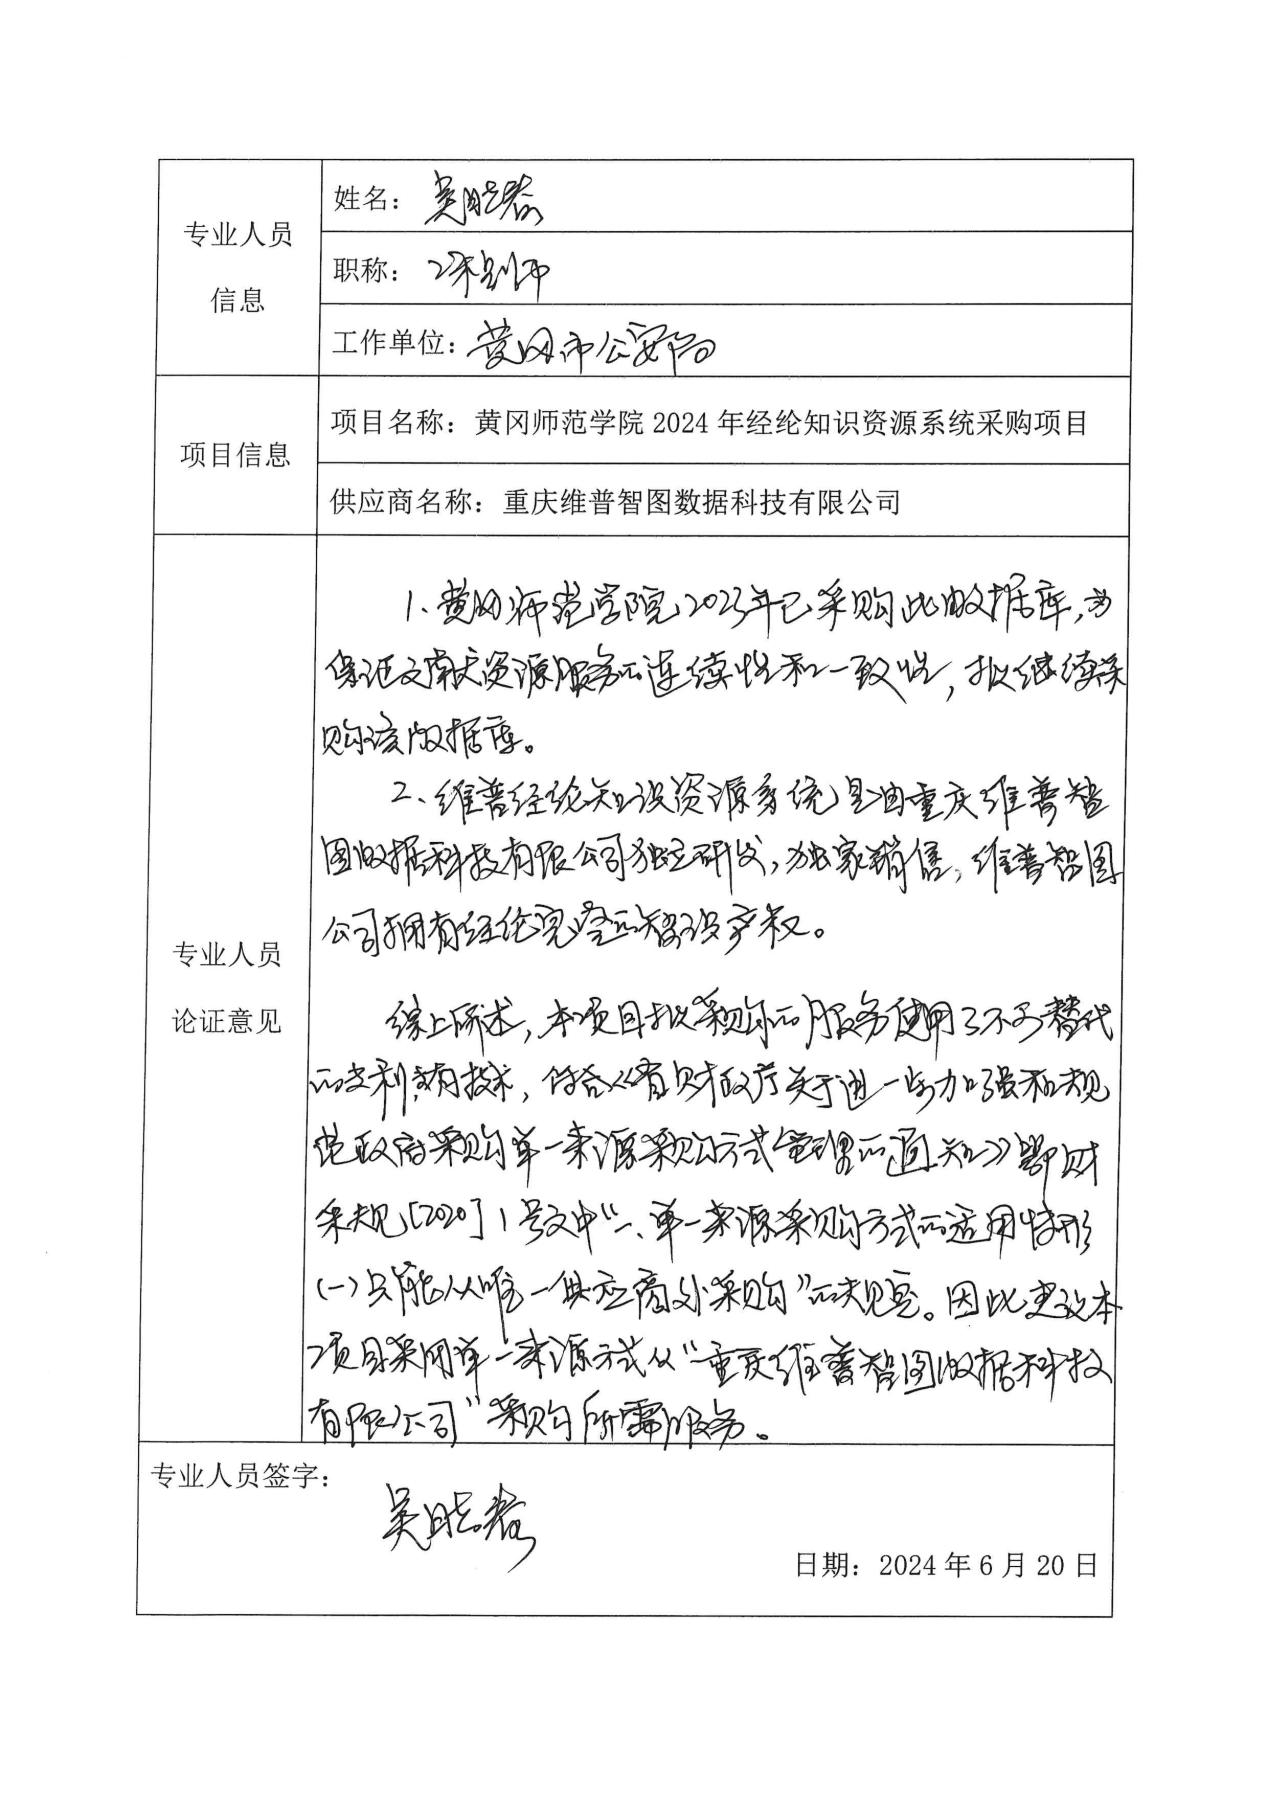 专业人员
信息
姓名：吴晓春
职称：
工作单位：黄冈市公安局
项目信息
项目名称：黄冈师范学院 2024 年经纶知识资源系统采购项目
供应商名称：重庆维普智图数据科技有限公司
专业人员
论证意见
1、黄冈师范学院2023年已采购此数据库，为
保证文献资源服务的连续性和一致性，拟继续采
购该数据库。
2、维普经纶知识资源系统是由重庆维普智
图数据科技有限公司独立研发，独家销售，维普智图
公司拥有经纶完整的知识产权。
综上所述，本项目拟采购的服务使用了不可替代
的专利、专有技术，符合《省财政厅关于进一步加强和规
范政府采购单一来源采购方式管理的通知》鄂财
采规[2020]1号文中“一、单一来源采购方式的适用情形
（一）只能从唯一供应商处采购”的规定。因此建议本
项目采用单一来源方式从“重庆维普智图数据科技
有限公司”采购所需服务。
专业人员签字：
吴晓春
日期：2024 年 6 月 20 日